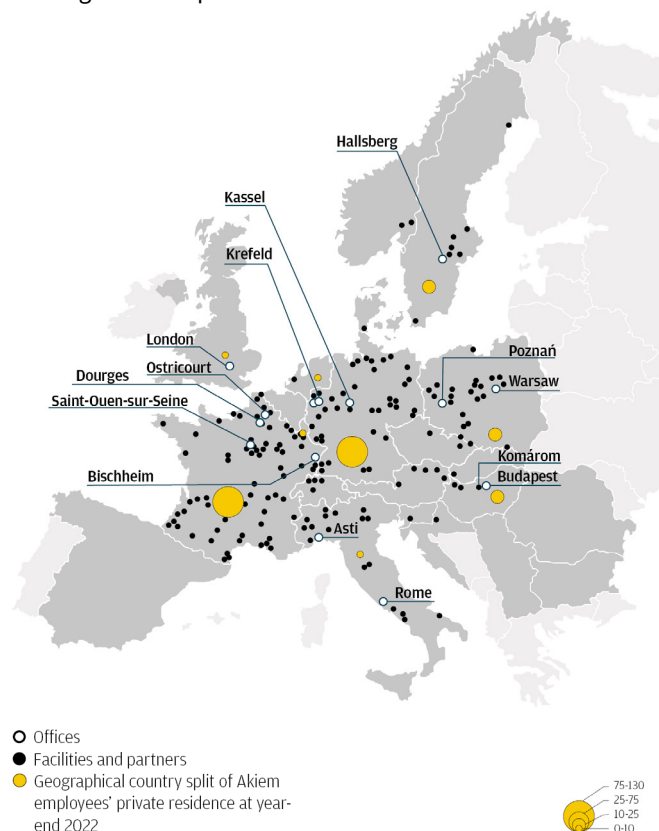 Hallsberg
Kassel
Krefeld
London
Ostricourt
Poznań
Dourges
Warsaw
Saint-Ouen-sur-Seine
Komárom
Bischheim
Budapest
Asti
Rome
Offices
Facilities and partners
Geographical country split of Akiem
employees’ private residence at year-
end 2022
75-130
25-75
10-25
0-10